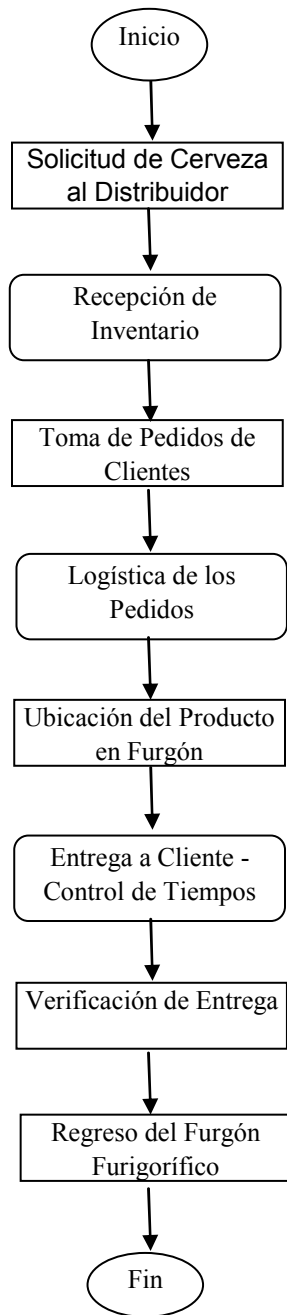 Inicio
Solicitud de Cerveza
al Distribuidor
Recepción de
Inventario
Toma de Pedidos de
Clientes
Logística de los
Pedidos
Ubicación del Producto
en Furgón
Entrega a Cliente -
Control de Tiempos
Verificación de Entrega
Regreso del Furgón
Furigorífico
Fin